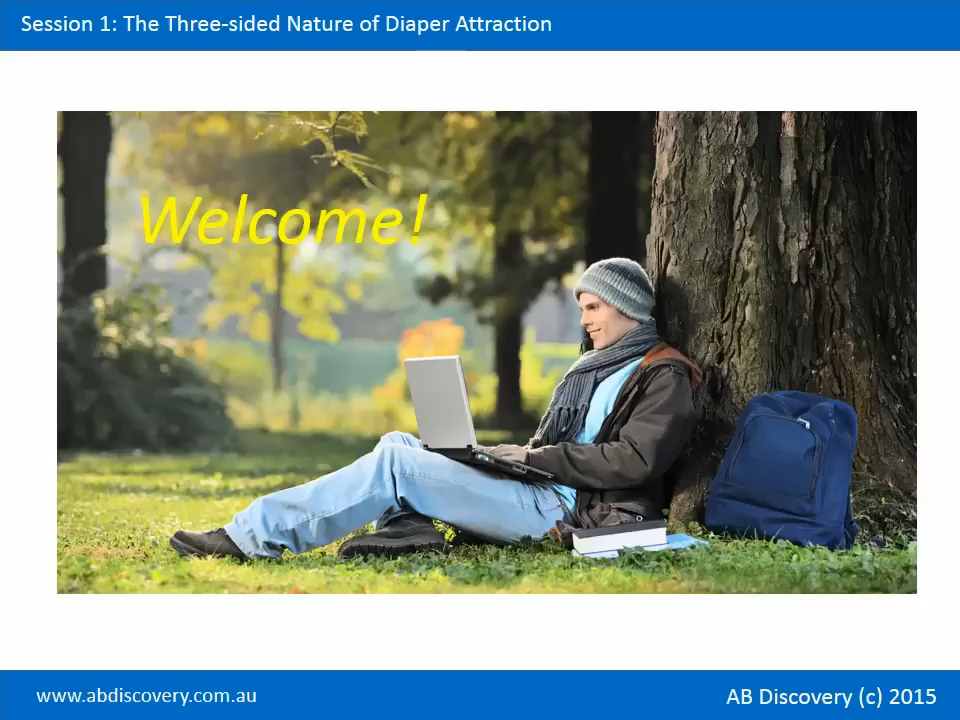 Session 1: The Three-sided Nature of Diaper Attraction
Welcome!
www.abdiscovery.com.au
AB Discovery (c) 2015